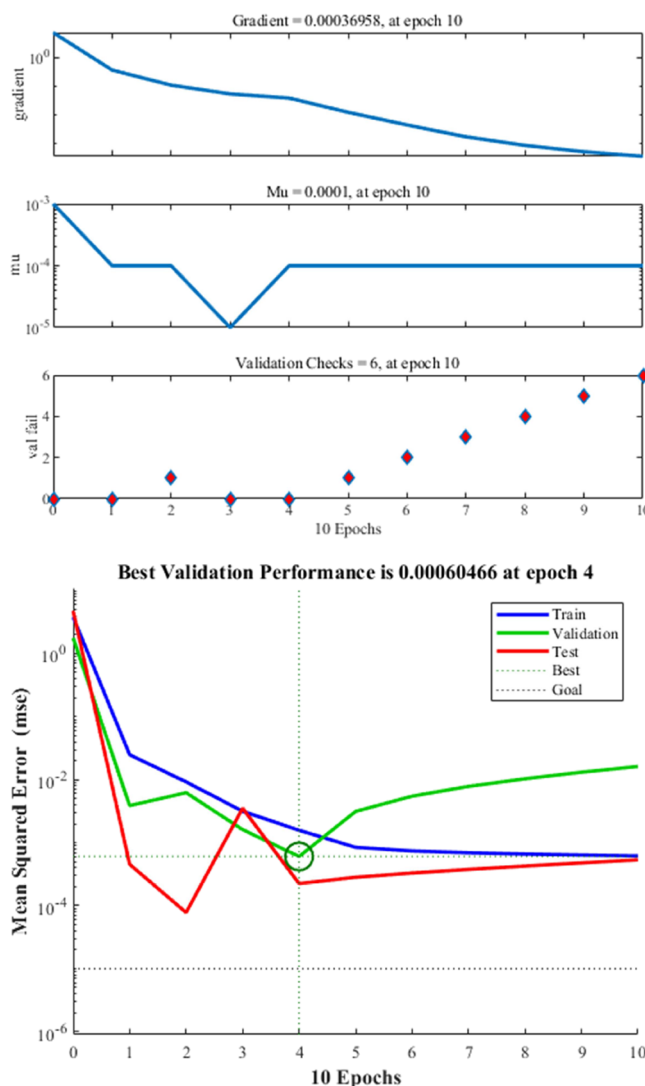 Gradient = 0.00036958, at epoch 10
10⁰
gradient
Mu = 0.0001, at epoch 10
10⁻³
10⁻⁴
10⁻⁵
mu
Validation Checks = 6, at epoch 10
6
4
2
0
val fail
0 1 2 3 4 5 6 7 8 9 10
10 Epochs
Best Validation Performance is 0.00060466 at epoch 4
Train
Validation
Test
Best
Goal
10⁰
10⁻²
10⁻⁴
10⁻⁶
Mean Squared Error (mse)
0 1 2 3 4 5 6 7 8 9 10
10 Epochs